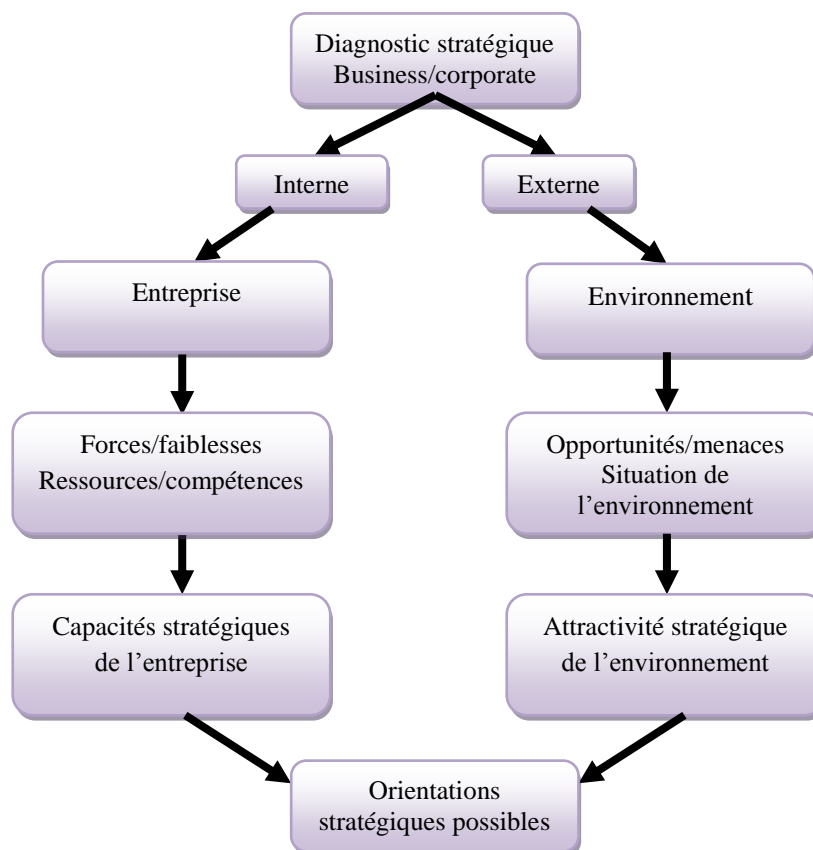 Diagnostic stratégique
Business/corporate
Interne
Externe
Entreprise
Environnement
Forces/faiblesses
Ressources/compétences
Opportunités/menaces
Situation de
l’environnement
Capacités stratégiques
de l’entreprise
Attractivité stratégique
de l’environnement
Orientations
stratégiques possibles